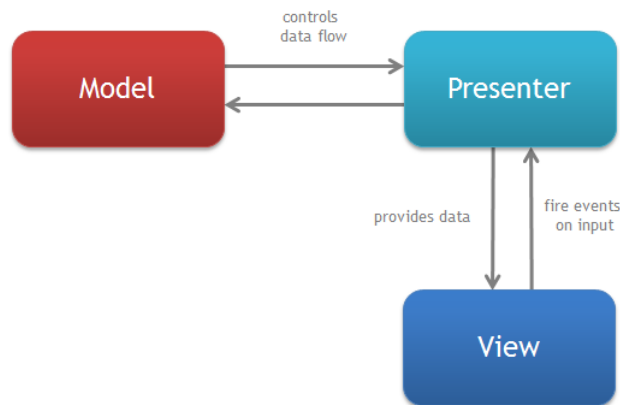 controls
data flow
Model
Presenter
provides data
fire events
on input
View